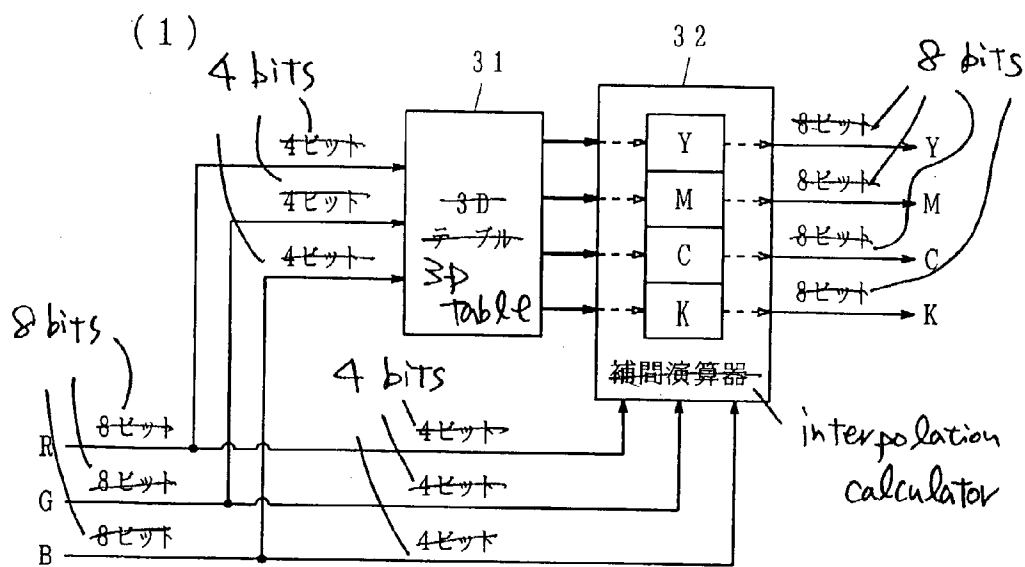 (1)
4 bits
31
32
8 bits
4ビット
4ビット
4ビット
3D
テーブル
3D
table
Y
M
C
K
8ビット
Y
8ビット
M
8ビット
C
8ビット
K
補間演算器
interpolation
calculator
8 bits
4 bits
R
8ビット
4ビット
G
8ビット
4ビット
B
8ビット
4ビット